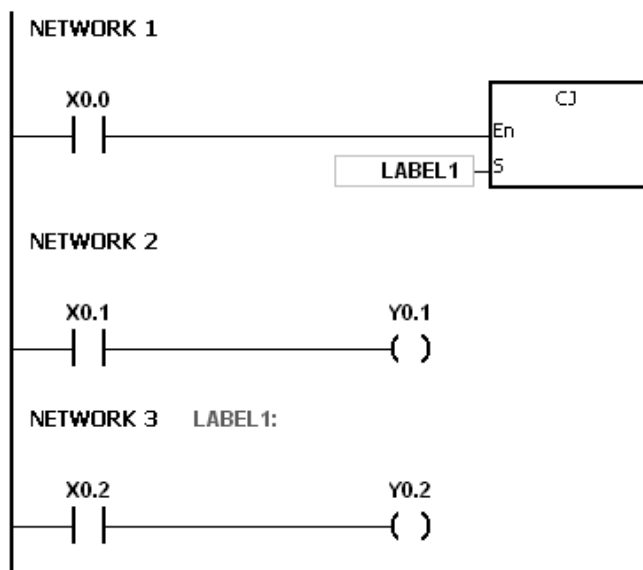 NETWORK 1
X0.0
CJ
En
LABEL1
S
NETWORK 2
X0.1 Y0.1
NETWORK 3 LABEL1:
X0.2 Y0.2